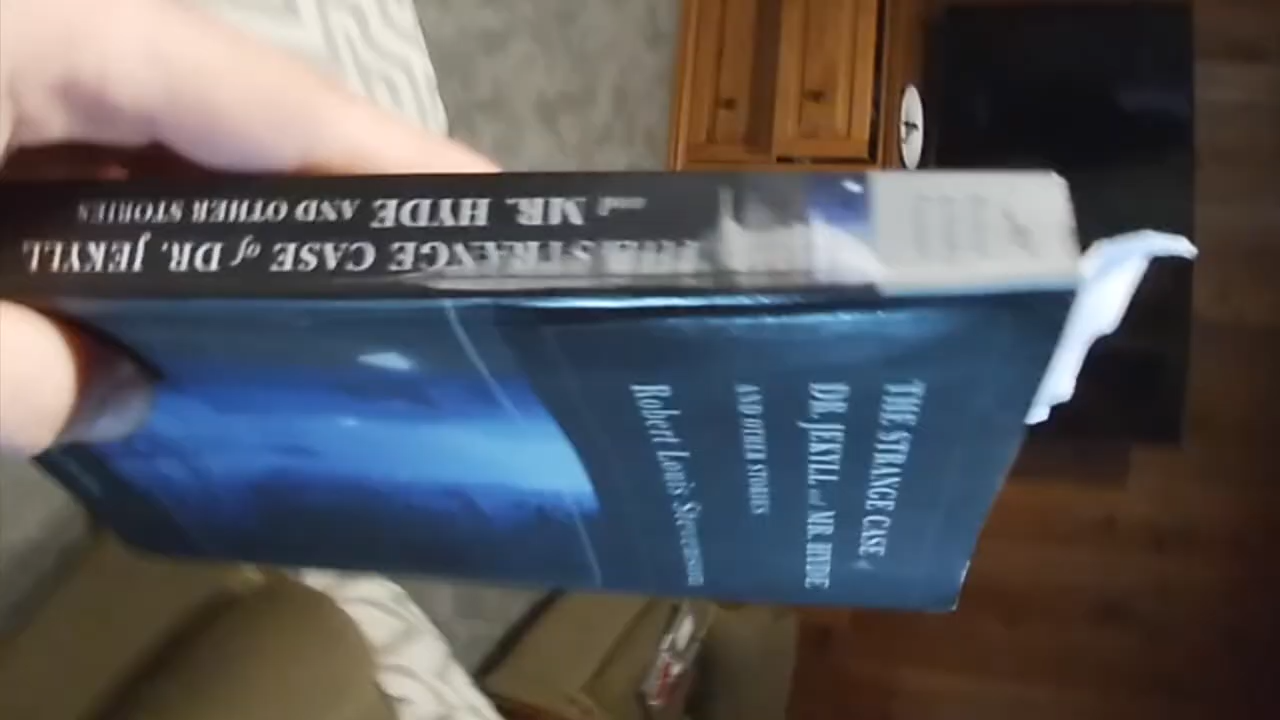 THE STRANGE CASE of DR. JEKYLL
and MR. HYDE AND OTHER STORIES
THE STRANGE CASE of
DR. JEKYLL and MR. HYDE
AND OTHER STORIES
Robert Louis Stevenson